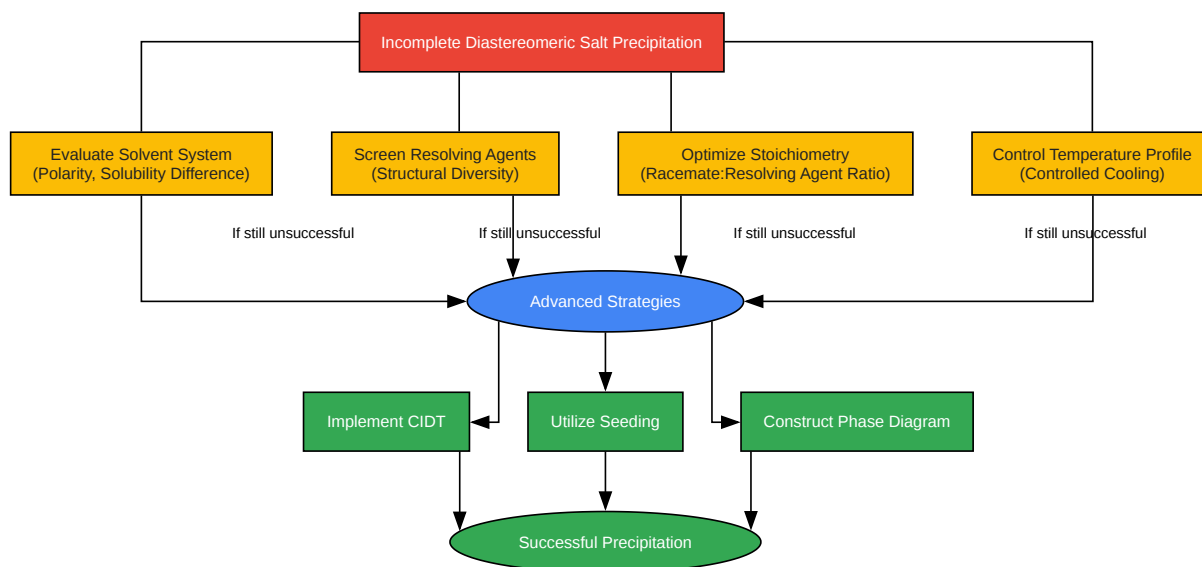 Incomplete Diastereomeric Salt Precipitation
Evaluate Solvent System
(Polarity, Solubility Difference)
Screen Resolving Agents
(Structural Diversity)
Optimize Stoichiometry
(Racemate:Resolving Agent Ratio)
Control Temperature Profile
(Controlled Cooling)
If still unsuccessful
If still unsuccessful
If still unsuccessful
If still unsuccessful
Advanced Strategies
Implement CIDT
Utilize Seeding
Construct Phase Diagram
Successful Precipitation